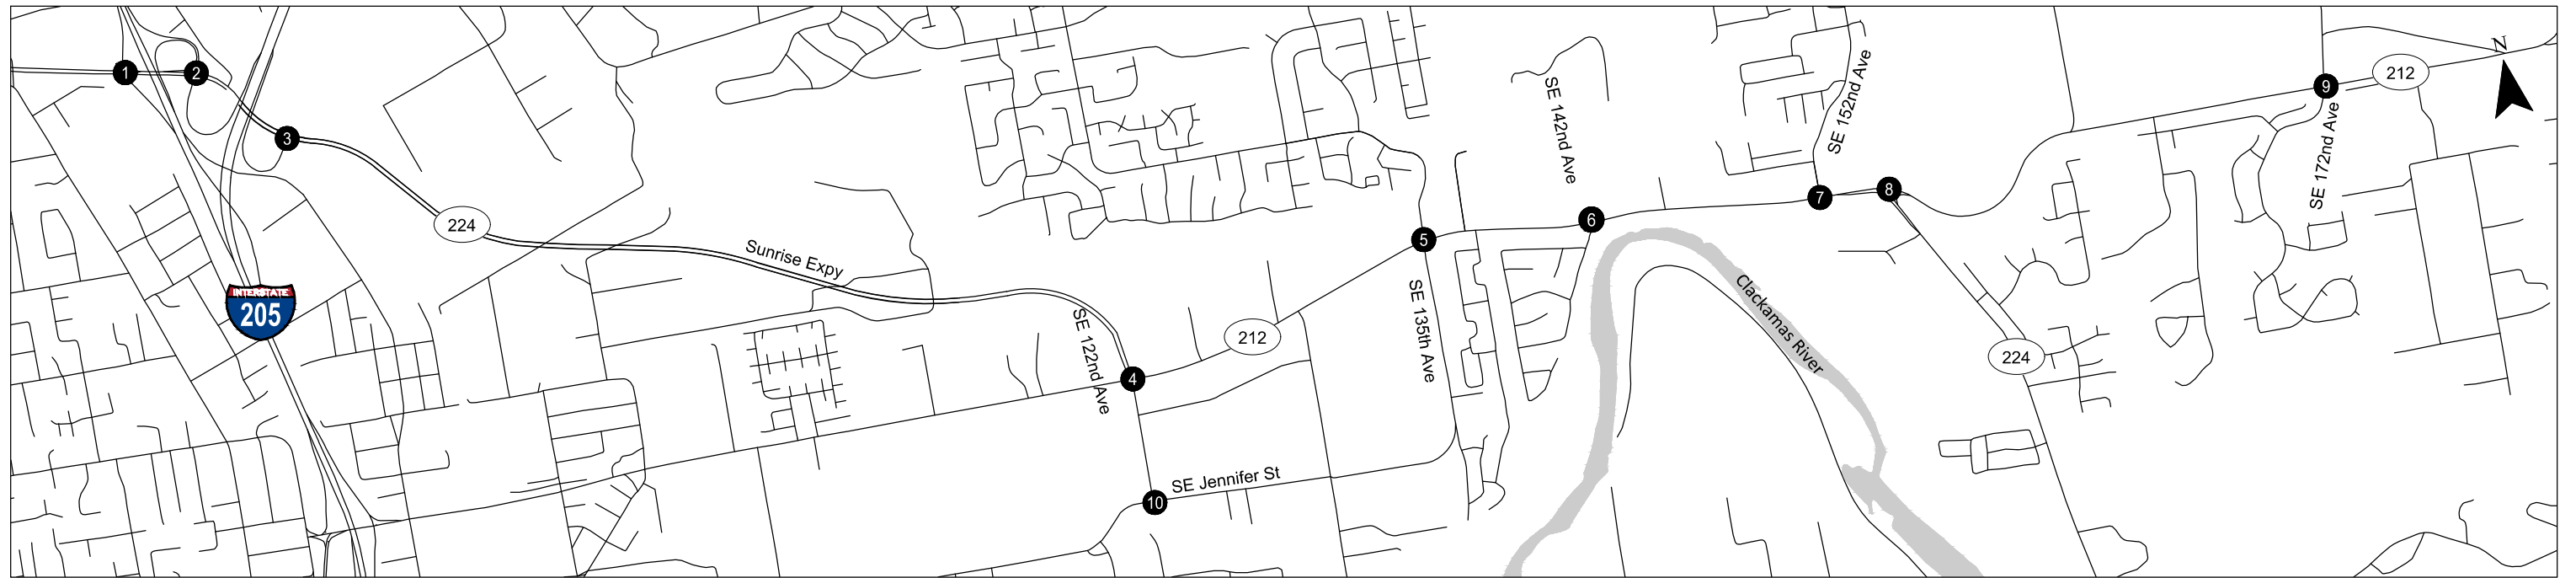 N
1
2
3
9
212
SE 152nd Ave
SE 142nd Ave
SE 172nd Ave
7
8
6
5
224
Sunrise Expy
INTERSTATE
205
Clackamas River
SE 135th Ave
SE 122nd Ave
212
224
4
SE Jennifer St
10